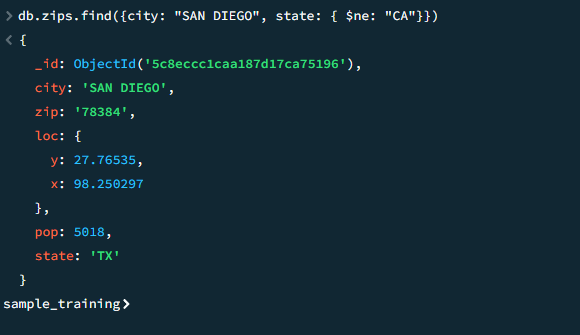 > db.zips.find({city: "SAN DIEGO", state: { $ne: "CA"}})
< {
_id: ObjectId('5c8eccc1caa187d17ca75196'),
city: 'SAN DIEGO',
zip: '78384',
loc: {
y: 27.76535,
x: 98.250297
},
pop: 5018,
state: 'TX'
}
sample_training>